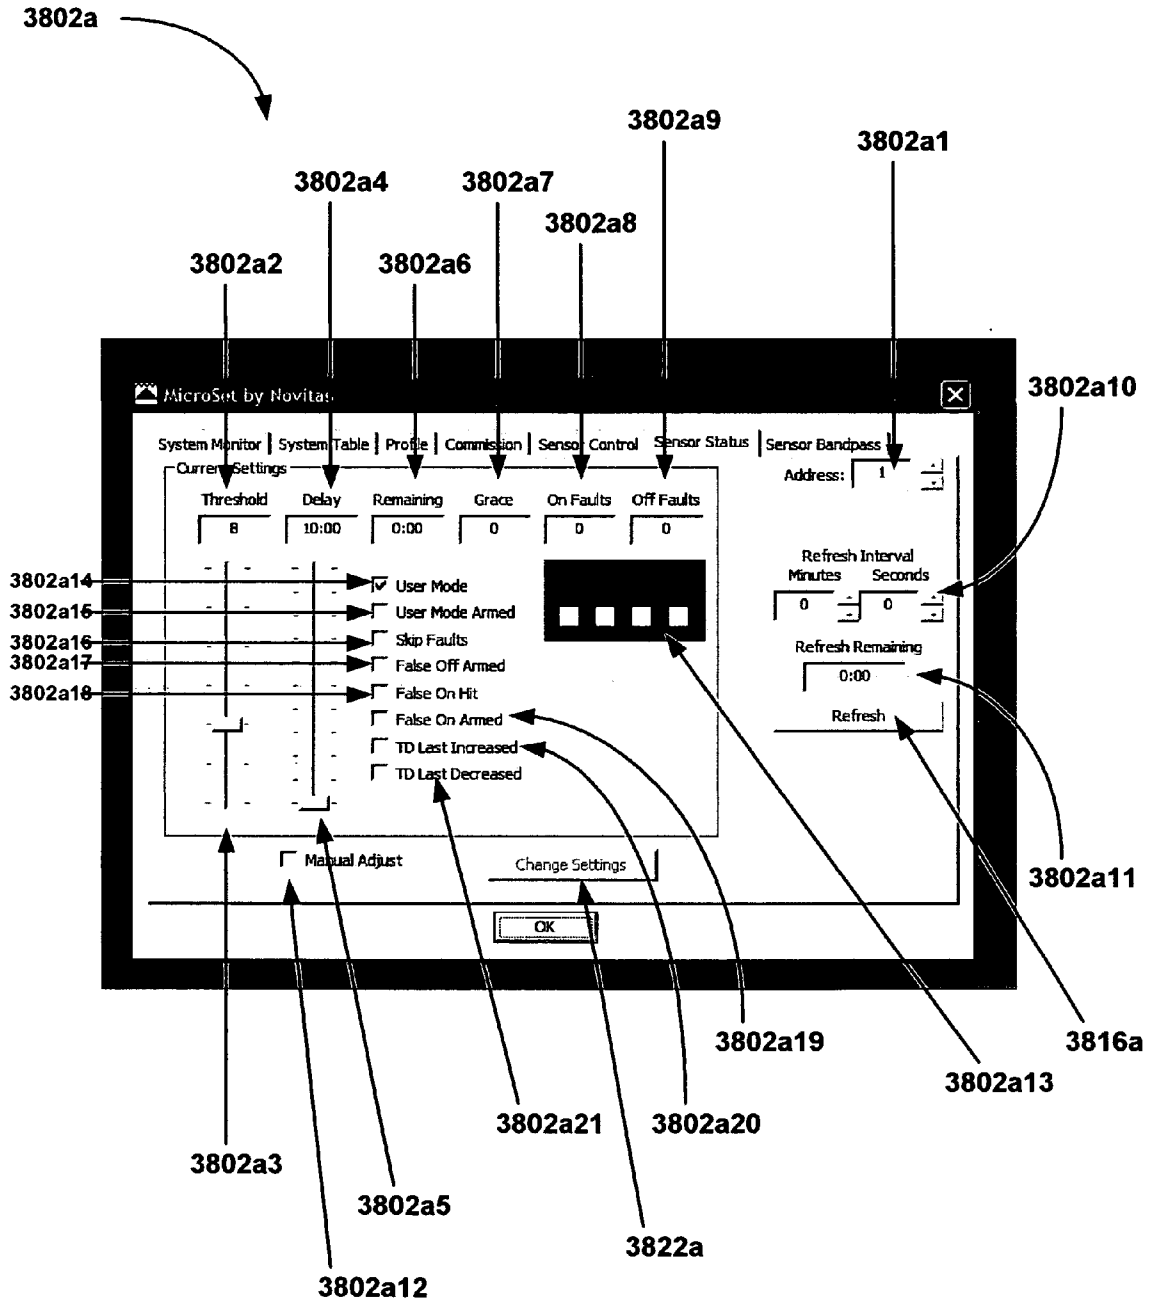 3802a
3802a9
3802a1
3802a4
3802a7
3802a8
3802a2
3802a6
3802a10
MicroSet by Novitas
System Monitor
System Table
Profile
Commission
Sensor Control
Sensor Status
Sensor Bandpass
Current Settings
Address: 1
Threshold
Delay
Remaining
Grace
On Faults
Off Faults
8
10:00
0:00
0
0
0
Refresh Interval
Minutes Seconds
0 0
3802a14
User Mode
3802a15
User Mode Armed
3802a16
Skip Faults
3802a17
False Off Armed
3802a18
False On Hit
False On Armed
TD Last Increased
TD Last Decreased
Refresh Remaining
0:00
Refresh
Manual Adjust
Change Settings
OK
3802a11
3802a19
3816a
3802a13
3802a21
3802a20
3802a3
3802a5
3822a
3802a12